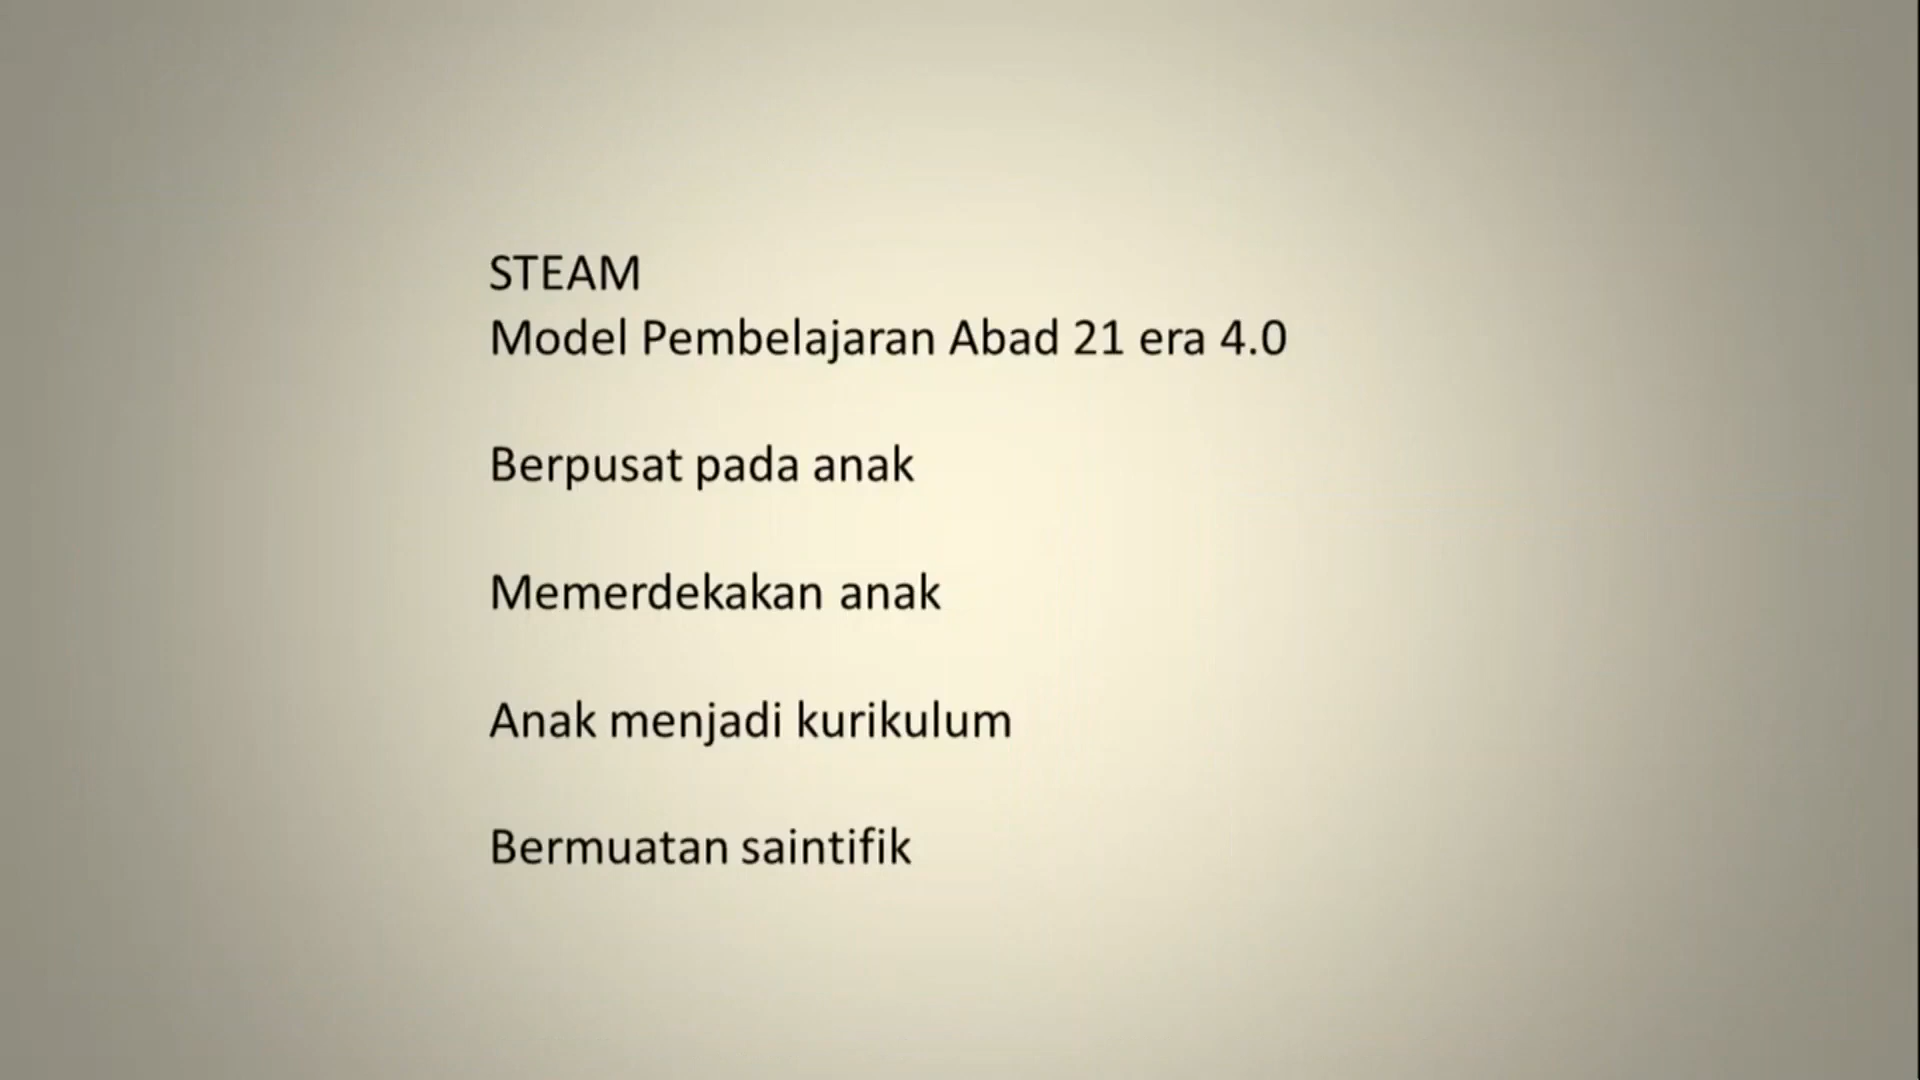 STEAM
Model Pembelajaran Abad 21 era 4.0
Berpusat pada anak
Memerdekakan anak
Anak menjadi kurikulum
Bermuatan saintifik